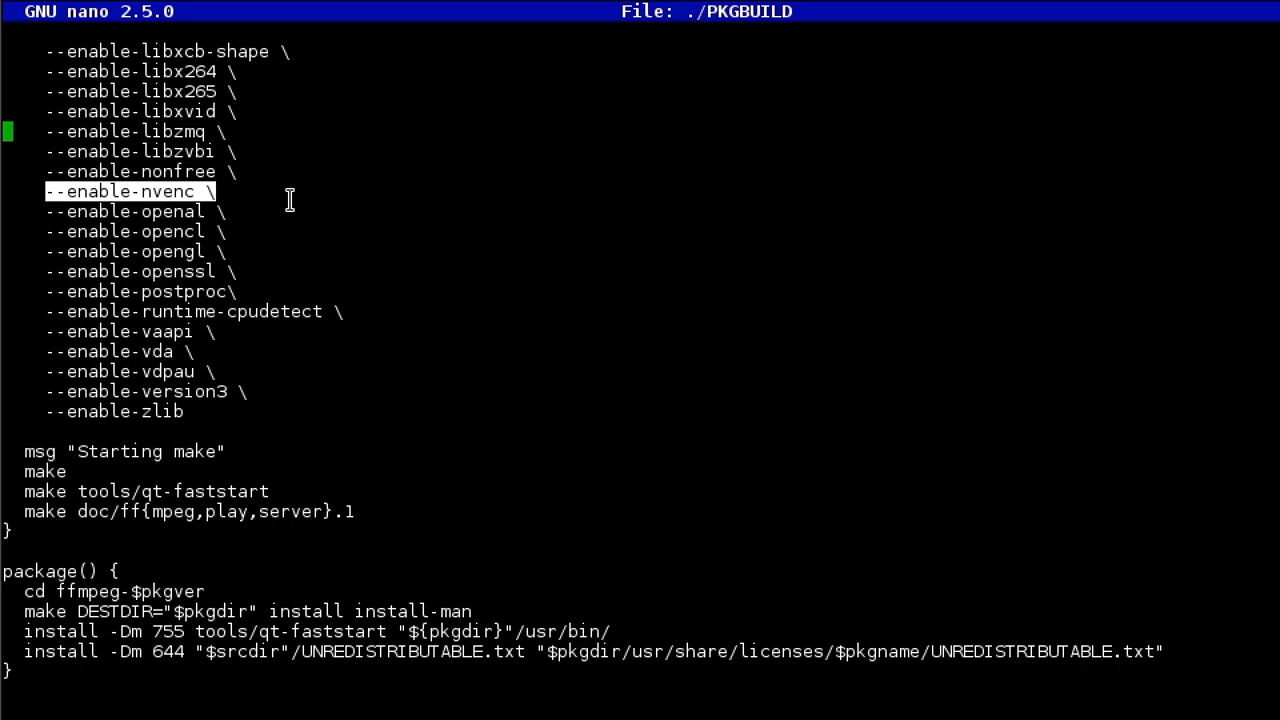 GNU nano 2.5.0 File: ./PKGBUILD
--enable-libxcb-shape \
--enable-libx264 \
--enable-libx265 \
--enable-libxvid \
--enable-libzmq \
--enable-libzvbi \
--enable-nonfree \
--enable-nvenc \
--enable-openal \
--enable-opencl \
--enable-opengl \
--enable-openssl \
--enable-postproc\
--enable-runtime-cpudetect \
--enable-vaapi \
--enable-vda \
--enable-vdpau \
--enable-version3 \
--enable-zlib
msg "Starting make"
make
make tools/qt-faststart
make doc/ff{mpeg,play,server}.1
}
package() {
cd ffmpeg-$pkgver
make DESTDIR="$pkgdir" install install-man
install -Dm 755 tools/qt-faststart "${pkgdir}"/usr/bin/
install -Dm 644 "$srcdir"/UNREDISTRIBUTABLE.txt "$pkgdir/usr/share/licenses/$pkgname/UNREDISTRIBUTABLE.txt"
}